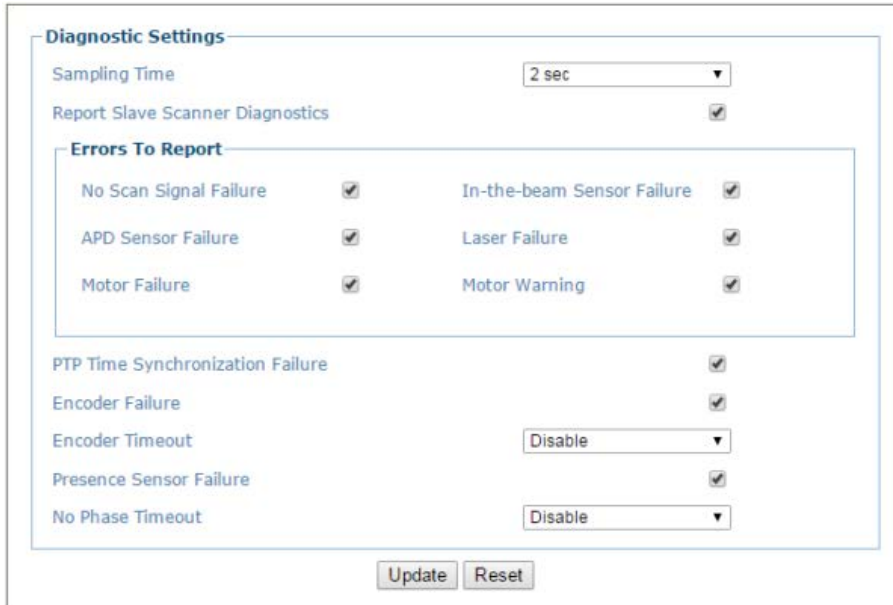 Diagnostic Settings
Sampling Time 2 sec
Report Slave Scanner Diagnostics
Errors To Report
No Scan Signal Failure In-the-beam Sensor Failure
APD Sensor Failure Laser Failure
Motor Failure Motor Warning
PTP Time Synchronization Failure
Encoder Failure
Encoder Timeout Disable
Presence Sensor Failure
No Phase Timeout Disable
Update Reset